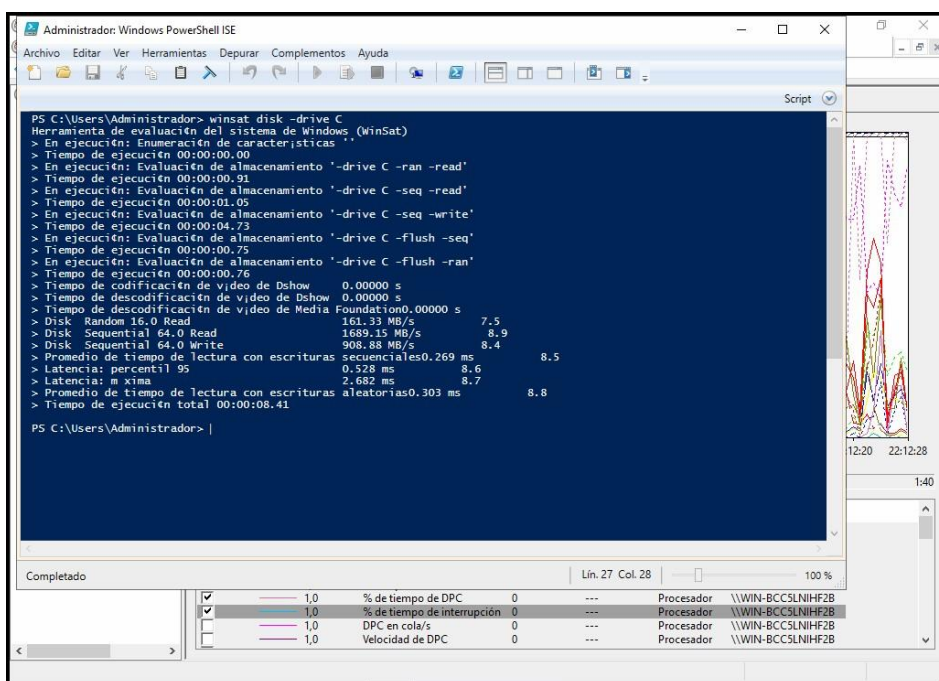 Administrador: Windows PowerShell ISE
Archivo Editar Ver Herramientas Depurar Complementos Ayuda
Script
PS C:\Users\Administrador> winsat disk -drive C
Herramienta de evaluaci¢n del sistema de Windows (WinSat)
> En ejecuci¢n: Enumeraci¢n de caracter¡sticas ''
> Tiempo de ejecuci¢n 00:00:00.00
> En ejecuci¢n: Evaluaci¢n de almacenamiento '-drive C -ran -read'
> Tiempo de ejecuci¢n 00:00:00.91
> En ejecuci¢n: Evaluaci¢n de almacenamiento '-drive C -seq -read'
> Tiempo de ejecuci¢n 00:00:01.05
> En ejecuci¢n: Evaluaci¢n de almacenamiento '-drive C -seq -write'
> Tiempo de ejecuci¢n 00:00:04.73
> En ejecuci¢n: Evaluaci¢n de almacenamiento '-drive C -flush -seq'
> Tiempo de ejecuci¢n 00:00:00.75
> En ejecuci¢n: Evaluaci¢n de almacenamiento '-drive C -flush -ran'
> Tiempo de ejecuci¢n 00:00:00.76
> Tiempo de codificaci¢n de v¡deo de Dshow 0.00000 s
> Tiempo de descodificaci¢n de v¡deo de Dshow 0.00000 s
> Tiempo de descodificaci¢n de v¡deo de Media Foundation0.00000 s
> Disk Random 16.0 Read 161.33 MB/s 7.5
> Disk Sequential 64.0 Read 1689.15 MB/s 8.9
> Disk Sequential 64.0 Write 908.88 MB/s 8.4
> Promedio de tiempo de lectura con escrituras secuenciales0.269 ms 8.5
> Latencia: percentil 95 0.528 ms 8.6
> Latencia: m xima 2.682 ms 8.7
> Promedio de tiempo de lectura con escrituras aleatorias0.303 ms 8.8
> Tiempo de ejecuci¢n total 00:00:08.41
PS C:\Users\Administrador>
Completado Lín. 27 Col. 28 100 %
:12:20 22:12:28
1:40
1,0 % de tiempo de DPC 0 --- Procesador \\WIN-BCC5LNIHF2B
1,0 % de tiempo de interrupción 0 --- Procesador \\WIN-BCC5LNIHF2B
1,0 DPC en cola/s 0 --- Procesador \\WIN-BCC5LNIHF2B
1,0 Velocidad de DPC 0 --- Procesador \\WIN-BCC5LNIHF2B